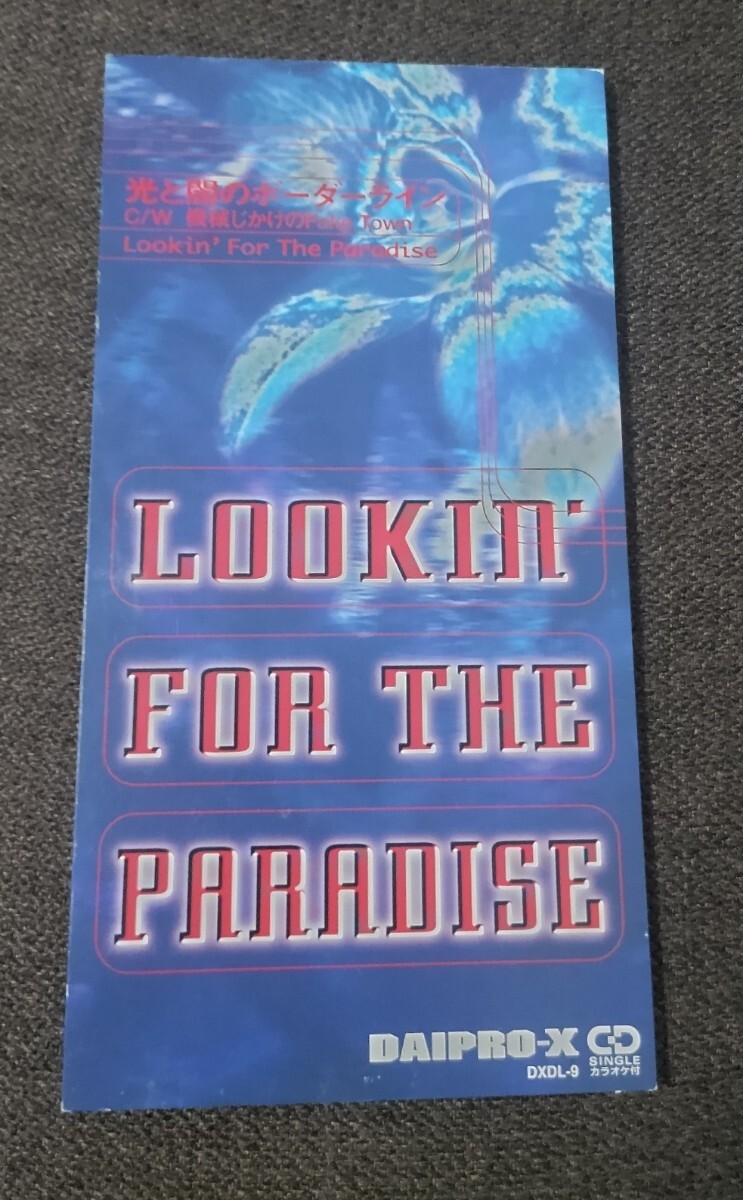 光と闇のボーダーライン
C/W 機械じかけのFake Town
Lookin' For The Paradise
LOOKIN'
FOR THE
PARADISE
DAIPRO-X CD
SINGLE
DXDL-9 カラオケ付